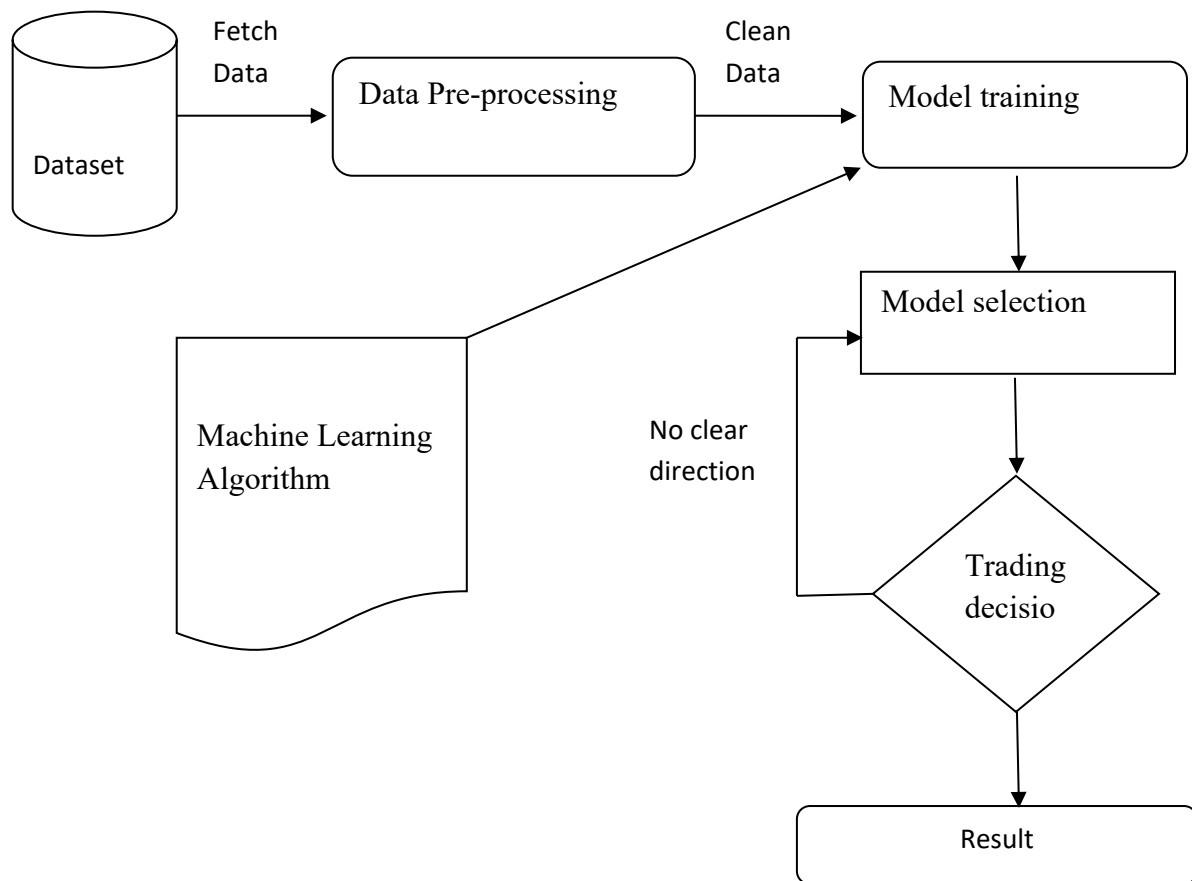 Fetch
Data
Clean
Data
Dataset
Data Pre-processing
Model training
Model selection
Machine Learning
Algorithm
No clear
direction
Trading
decisio
Result